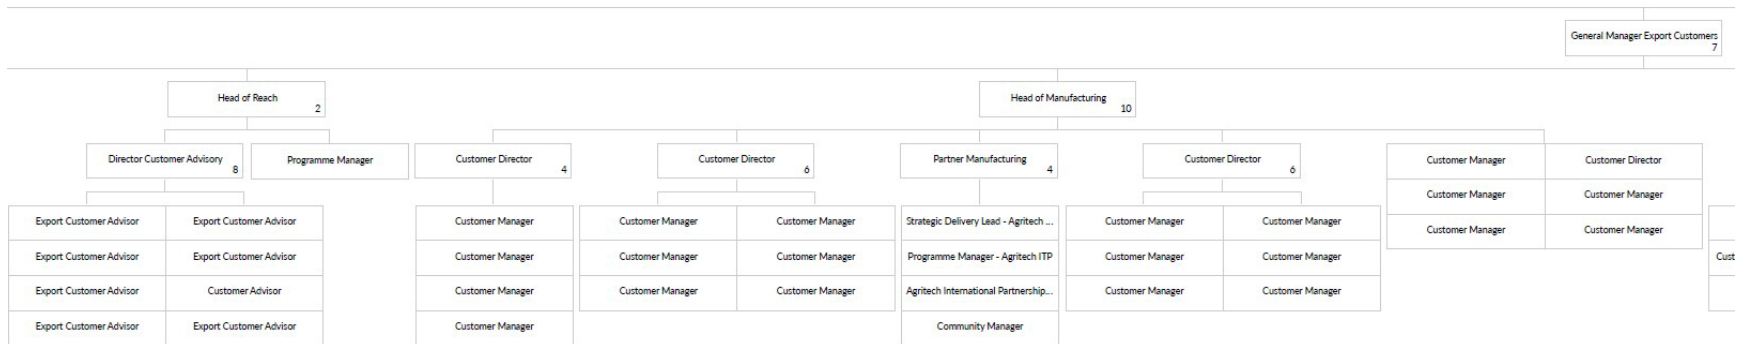 General Manager Export Customers
7
Head of Reach
2
Head of Manufacturing
10
Director Customer Advisory
8
Programme Manager
Customer Director
4
Customer Director
6
Partner Manufacturing
4
Customer Director
6
Customer Manager Customer Director
Customer Manager Customer Manager
Customer Manager Customer Manager
Export Customer Advisor Export Customer Advisor
Export Customer Advisor Export Customer Advisor
Export Customer Advisor Customer Advisor
Export Customer Advisor Export Customer Advisor
Customer Manager
Customer Manager
Customer Manager
Customer Manager
Customer Manager Customer Manager
Customer Manager Customer Manager
Customer Manager Customer Manager
Strategic Delivery Lead - Agritech ...
Programme Manager - Agritech ITP
Agritech International Partnership...
Community Manager
Customer Manager Customer Manager
Customer Manager Customer Manager
Customer Manager Customer Manager
Cust